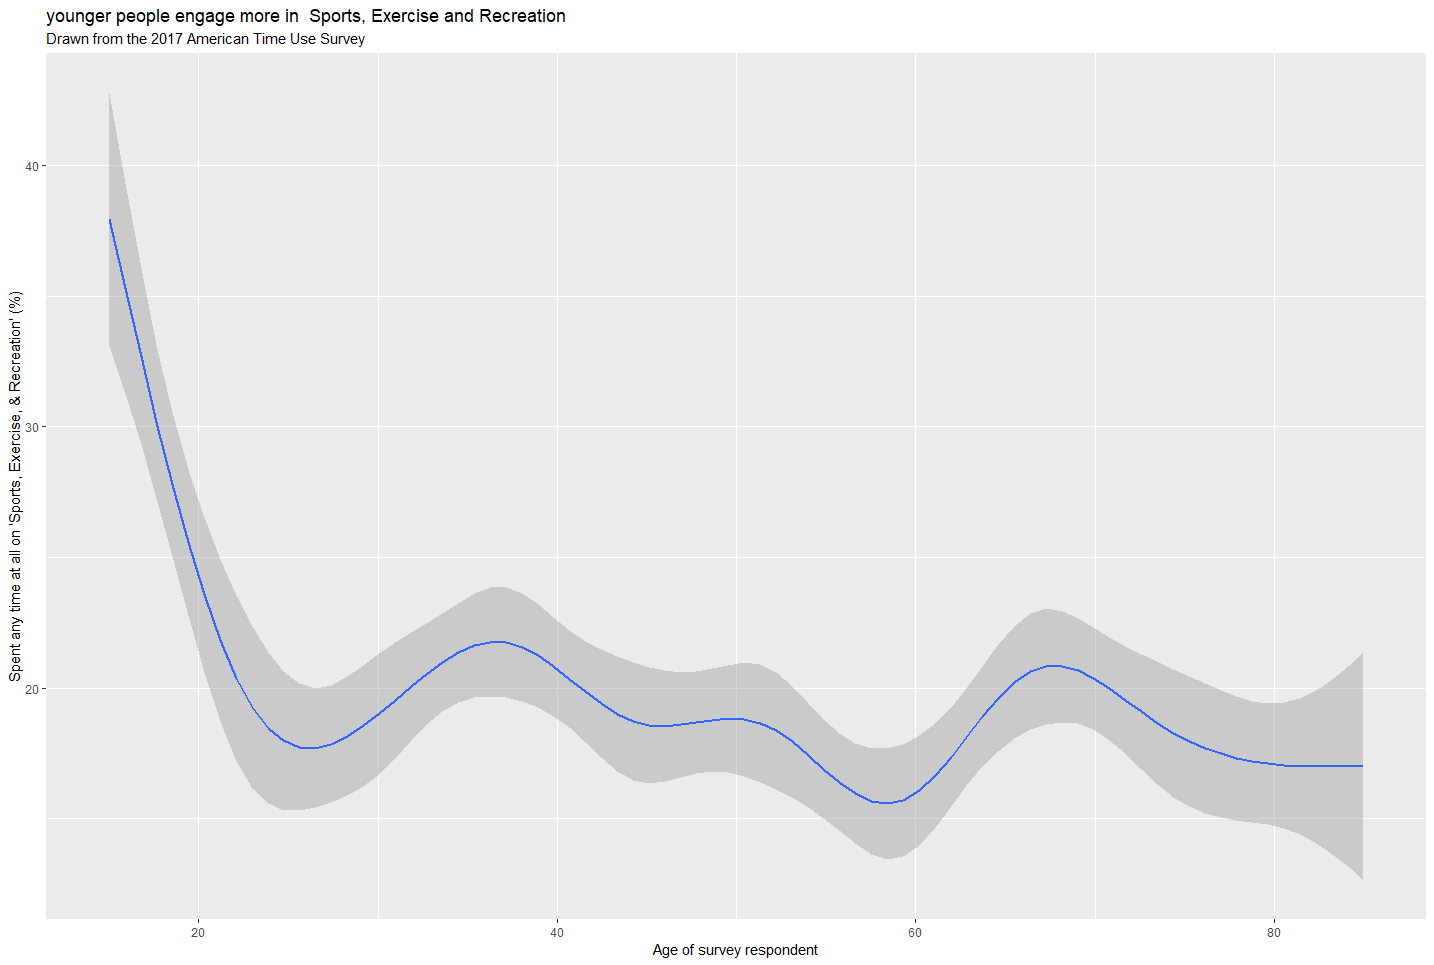 younger people engage more in  Sports, Exercise and Recreation
Drawn from the 2017 American Time Use Survey
Spent any time at all on 'Sports, Exercise, & Recreation' (%)
40
30
20
20
40
60
80
Age of survey respondent